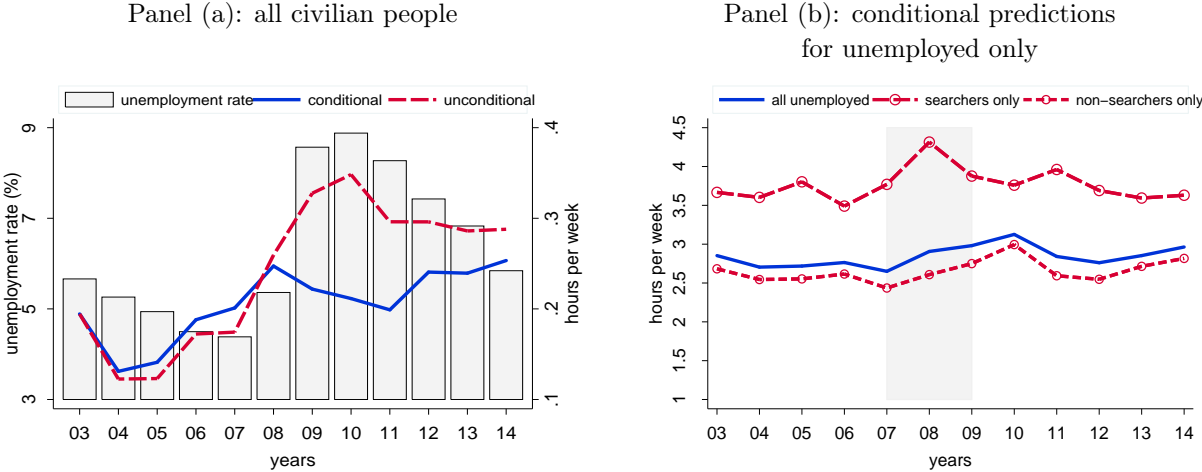 Panel (a): all civilian people
unemployment rate conditional unconditional
unemployment rate (%)
9
7
5
3
.4
.3
.2
.1
hours per week
03 04 05 06 07 08 09 10 11 12 13 14
years
Panel (b): conditional predictions
for unemployed only
all unemployed searchers only non−searchers only
hours per week
4.5
4
3.5
3
2.5
2
1.5
1
03 04 05 06 07 08 09 10 11 12 13 14
years